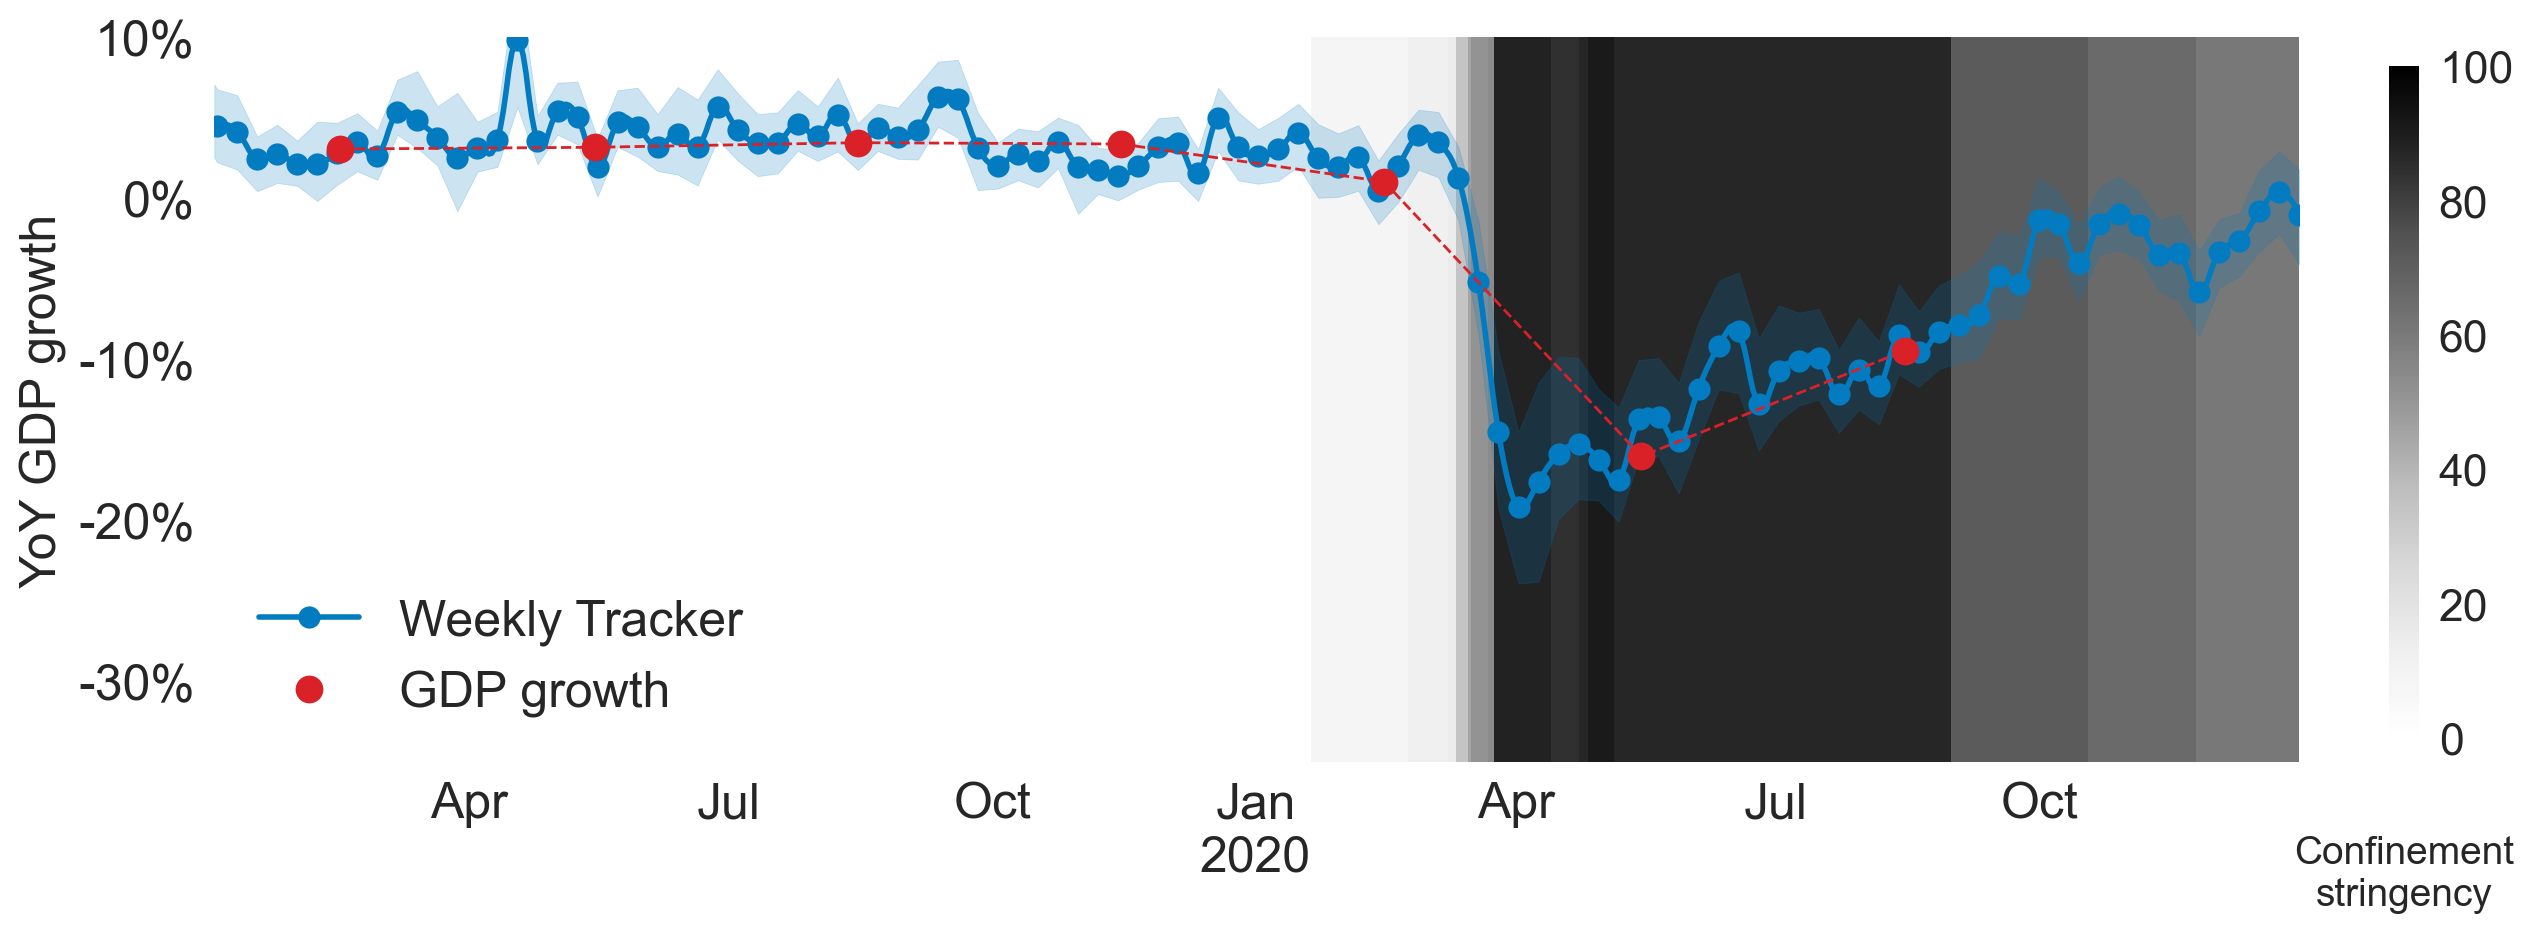 10%
0%
-10%
-20%
-30%
YoY GDP growth
Weekly Tracker
GDP growth
Apr
Jul
Oct
Jan
2020
Apr
Jul
Oct
100
80
60
40
20
0
Confinement
stringency